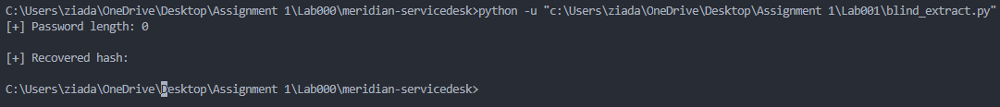 C:\Users\ziada\OneDrive\Desktop\Assignment 1\Lab000\meridian-servicedesk>python -u "c:\Users\ziada\OneDrive\Desktop\Assignment 1\Lab001\blind_extract.py"
[+] Password length: 0
[+] Recovered hash:
C:\Users\ziada\OneDrive\Desktop\Assignment 1\Lab000\meridian-servicedesk>